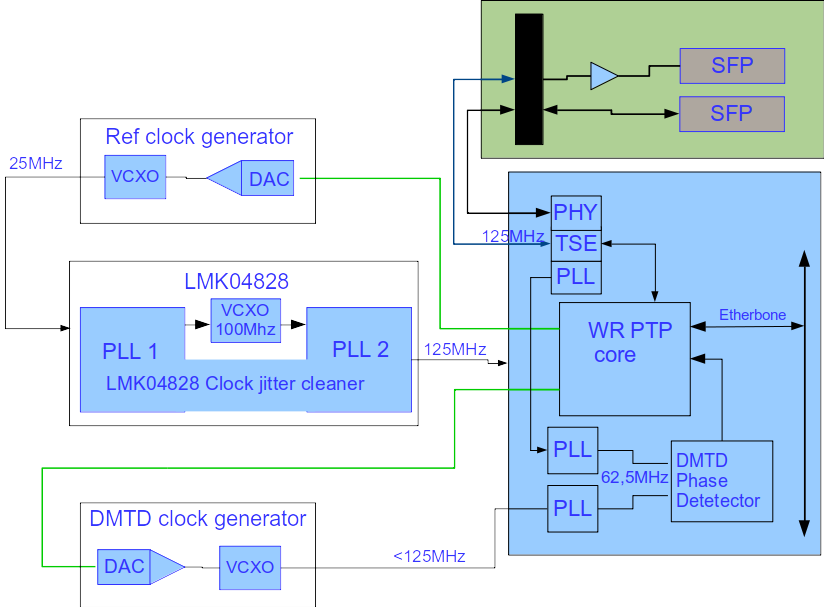 SFP
SFP
Ref clock generator
25MHz
VCXO
DAC
PHY
125MHz
TSE
PLL
LMK04828
VCXO
100Mhz
PLL 1
PLL 2
LMK04828 Clock jitter cleaner
125MHz
WR PTP
core
Etherbone
PLL
62,5MHz
DMTD
Phase
Detetector
PLL
DMTD clock generator
DAC
VCXO
<125MHz